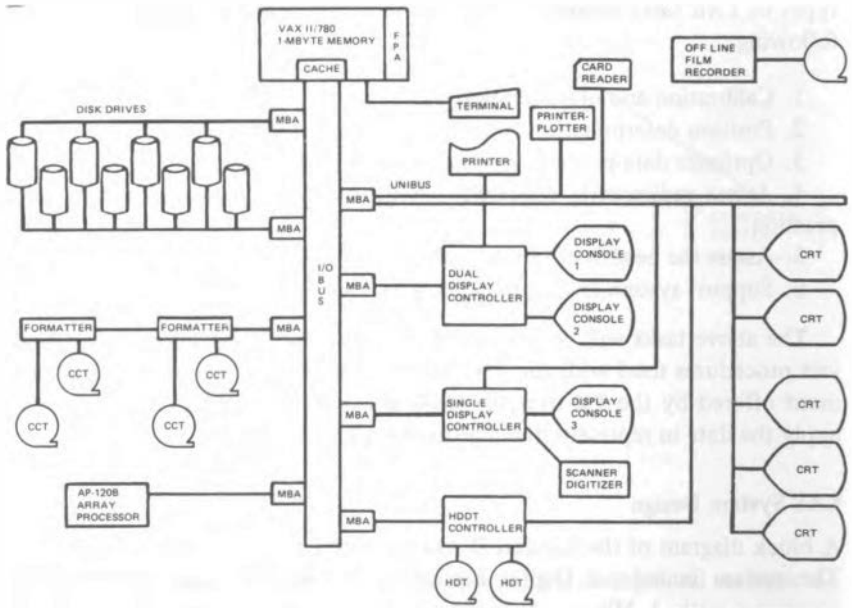 VAX II/780
1-MBYTE MEMORY
F
P
A
CACHE
CARD
READER
OFF LINE
FILM
RECORDER
DISK DRIVES
MBA
TERMINAL
PRINTER-
PLOTTER
PRINTER
UNIBUS
MBA
MBA
I/O
B
U
S
MBA
DUAL
DISPLAY
CONTROLLER
DISPLAY
CONSOLE
1
DISPLAY
CONSOLE
2
CRT
CRT
FORMATTER
FORMATTER
MBA
CCT
CCT
CCT
CCT
MBA
SINGLE
DISPLAY
CONTROLLER
DISPLAY
CONSOLE
3
SCANNER
DIGITIZER
CRT
CRT
CRT
AP-120B
ARRAY
PROCESSOR
MBA
MBA
HDDT
CONTROLLER
HDT
HDT